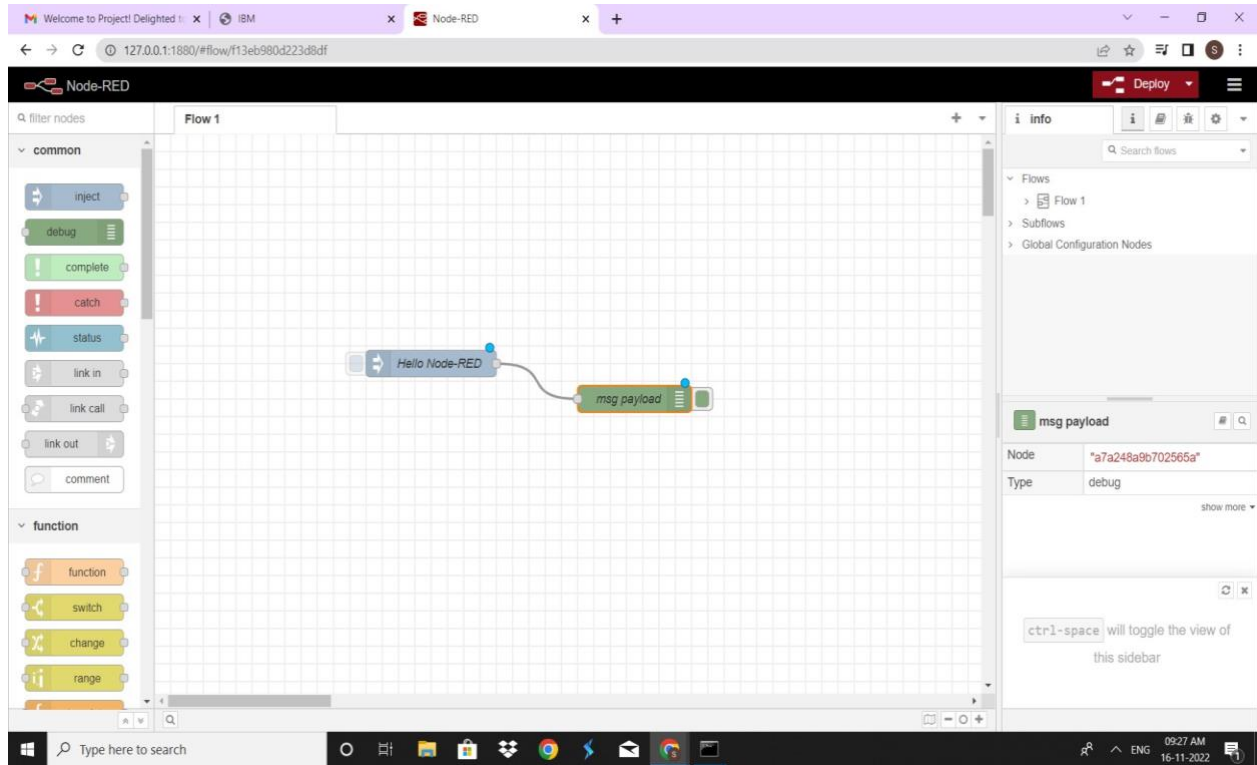 Welcome to Project! Delighted t
IBM
Node-RED
127.0.0.1:1880/#flow/f13eb980d223d8df
S
Node-RED
Deploy
filter nodes
Flow 1
i info
i
common
Search flows
inject
Flows
Flow 1
debug
Subflows
complete
Global Configuration Nodes
catch
status
Hello Node-RED
link in
msg payload
link call
msg payload
link out
Node
"a7a248a9b702565a"
comment
Type
debug
show more
function
function
switch
ctrl-space will toggle the view of
change
this sidebar
range
Type here to search
ENG
09:27 AM
16-11-2022
1